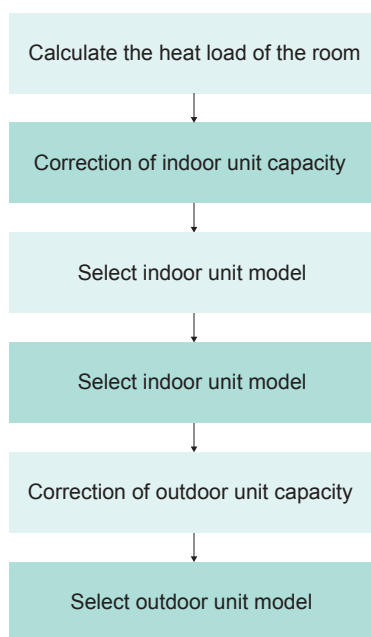 Calculate the heat load of the room
Correction of indoor unit capacity
Select indoor unit model
Select indoor unit model
Correction of outdoor unit capacity
Select outdoor unit model